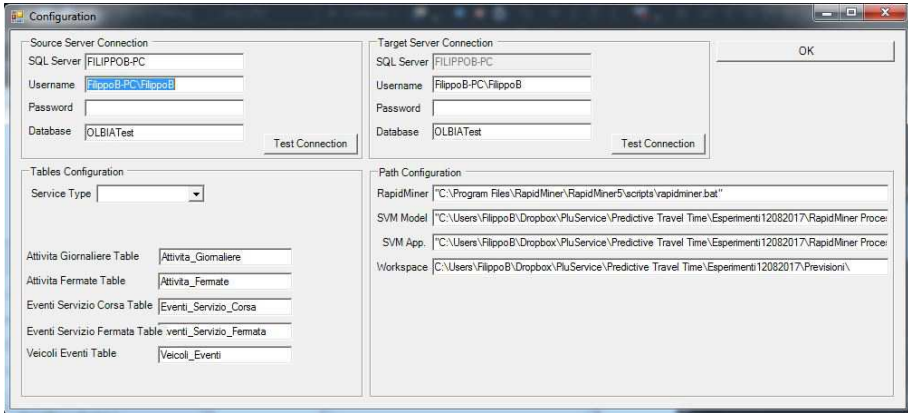 Configuration
Source Server Connection
SQL Server FILIPPOB-PC
Username FilippoB-PC\FilippoB
Password
Database OLBIATest
Test Connection
Target Server Connection
SQL Server FILIPPOB-PC
Username FilippoB-PC\FilippoB
Password
Database OLBIATest
Test Connection
OK
Tables Configuration
Service Type
Attivita Giornaliere Table Attivita_Giornaliere
Attivita Fermate Table Attivita_Fermate
Eventi Servizio Corsa Table Eventi_Servizio_Corsa
Eventi Servizio Fermata Table venti_Servizio_Fermata
Veicoli Eventi Table Veicoli_Eventi
Path Configuration
RapidMiner "C:\Program Files\RapidMiner\RapidMiner5\scripts\rapidminer.bat"
SVM Model "C:\Users\FilippoB\Dropbox\PluService\Predictive Travel Time\Esperimenti12082017\RapidMiner Proce
SVM App. "C:\Users\FilippoB\Dropbox\PluService\Predictive Travel Time\Esperimenti12082017\RapidMiner Proce
Workspace C:\Users\FilippoB\Dropbox\PluService\Predictive Travel Time\Esperimenti12082017\Previsioni\